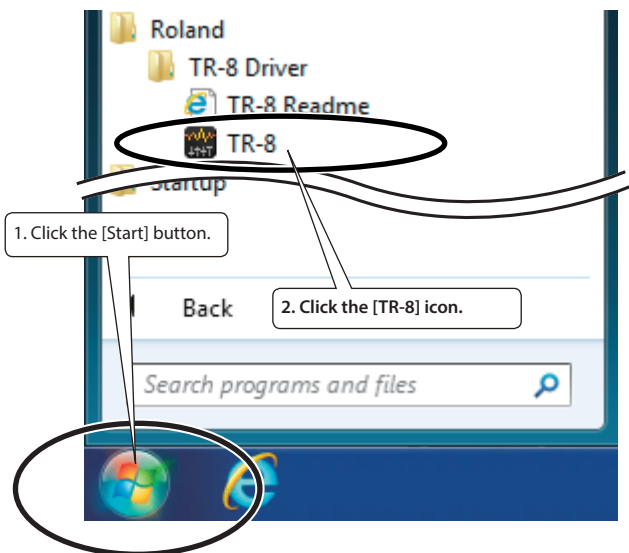 Roland
TR-8 Driver
TR-8 Readme
TR-8
Startup
1. Click the [Start] button.
Back
2. Click the [TR-8] icon.
Search programs and files